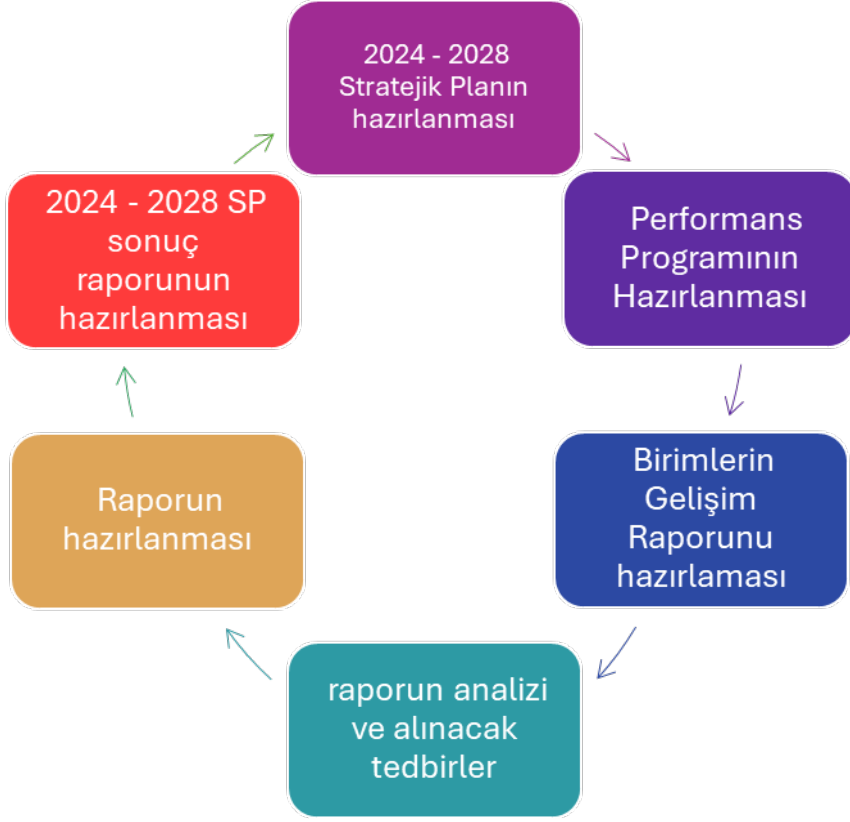 2024 - 2028
Stratejik Planın
hazırlanması
Performans
Programının
Hazırlanması
Birimlerin
Gelişim
Raporunu
hazırlaması
raporun analizi
ve alınacak
tedbirler
Raporun
hazırlanması
2024 - 2028 SP
sonuç
raporunun
hazırlanması